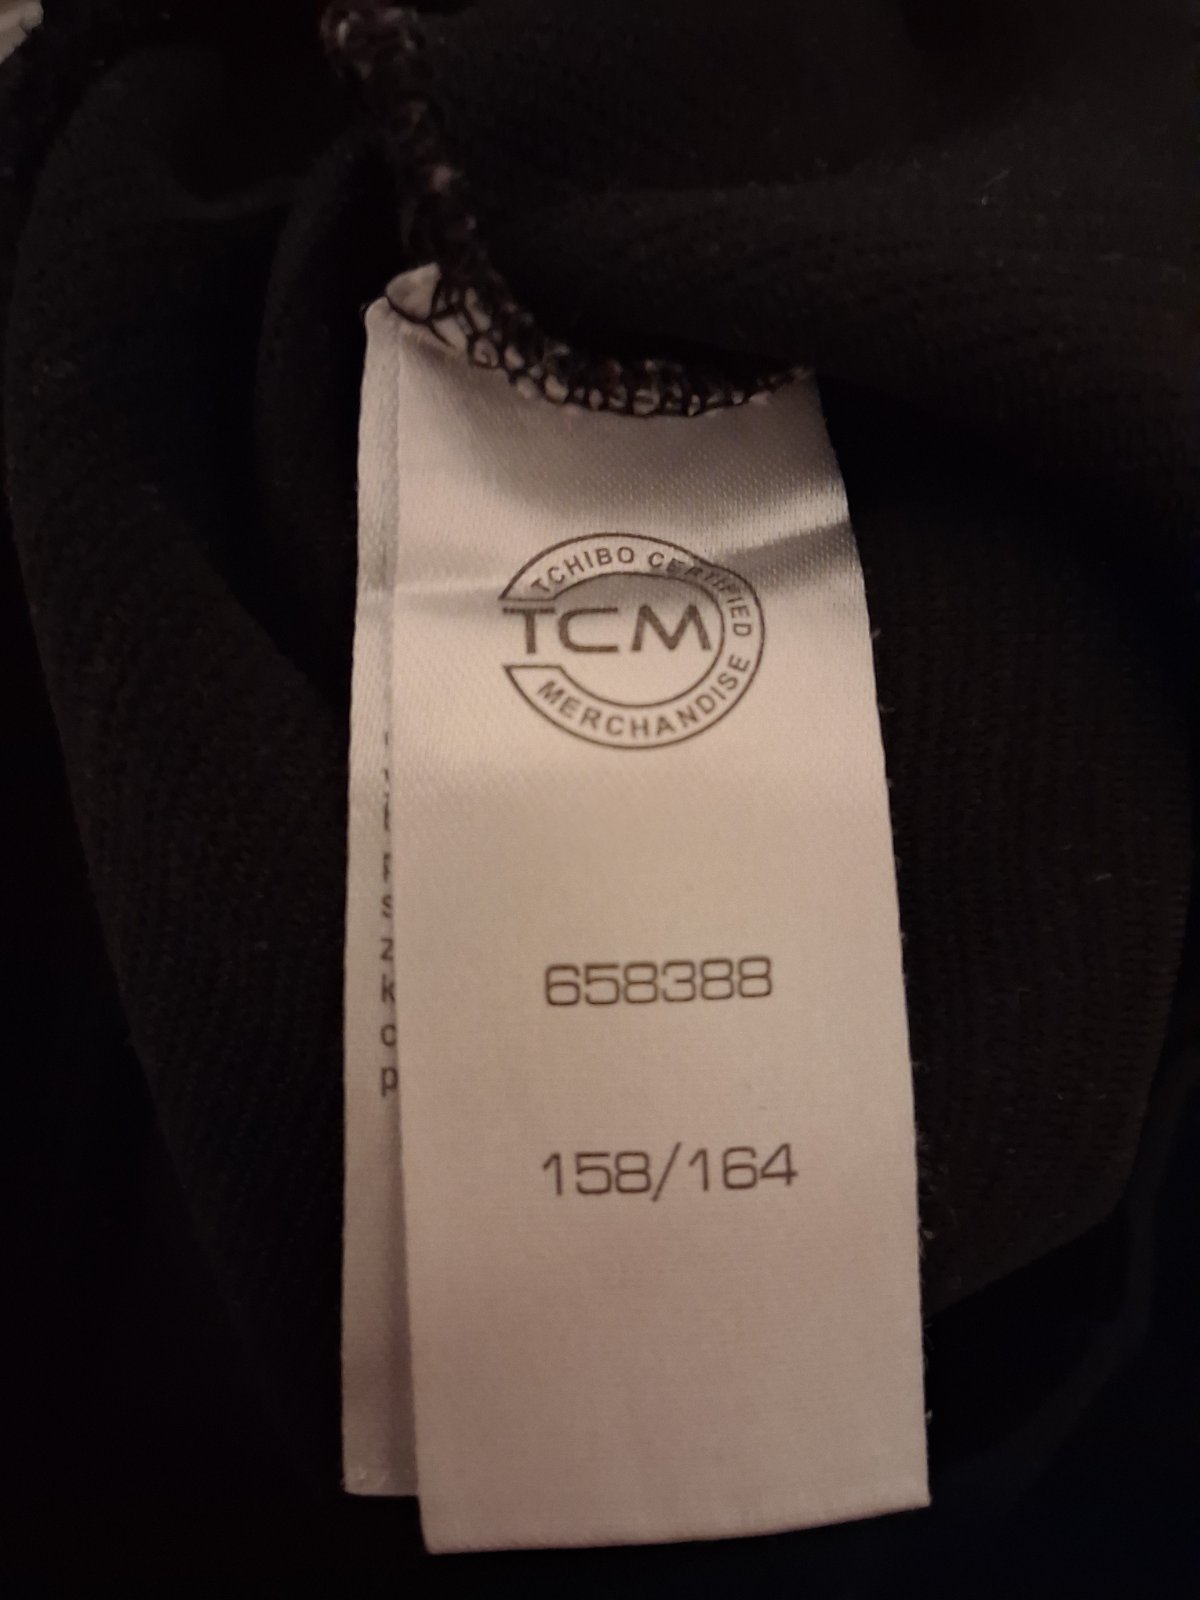 TCHIBO CERTIFIED
TCM
MERCHANDISE
658388
158/164
s
z
k
c
p